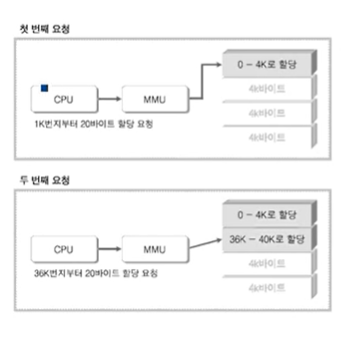 첫 번째 요청
0 - 4K로 할당
4k바이트
CPU
MMU
4k바이트
1K번지부터 20바이트 할당 요청
4k바이트
두 번째 요청
0 - 4K로 할당
36K - 40K로 할당
CPU
MMU
4k바이트
36K번지부터 20바이트 할당 요청
4k바이트